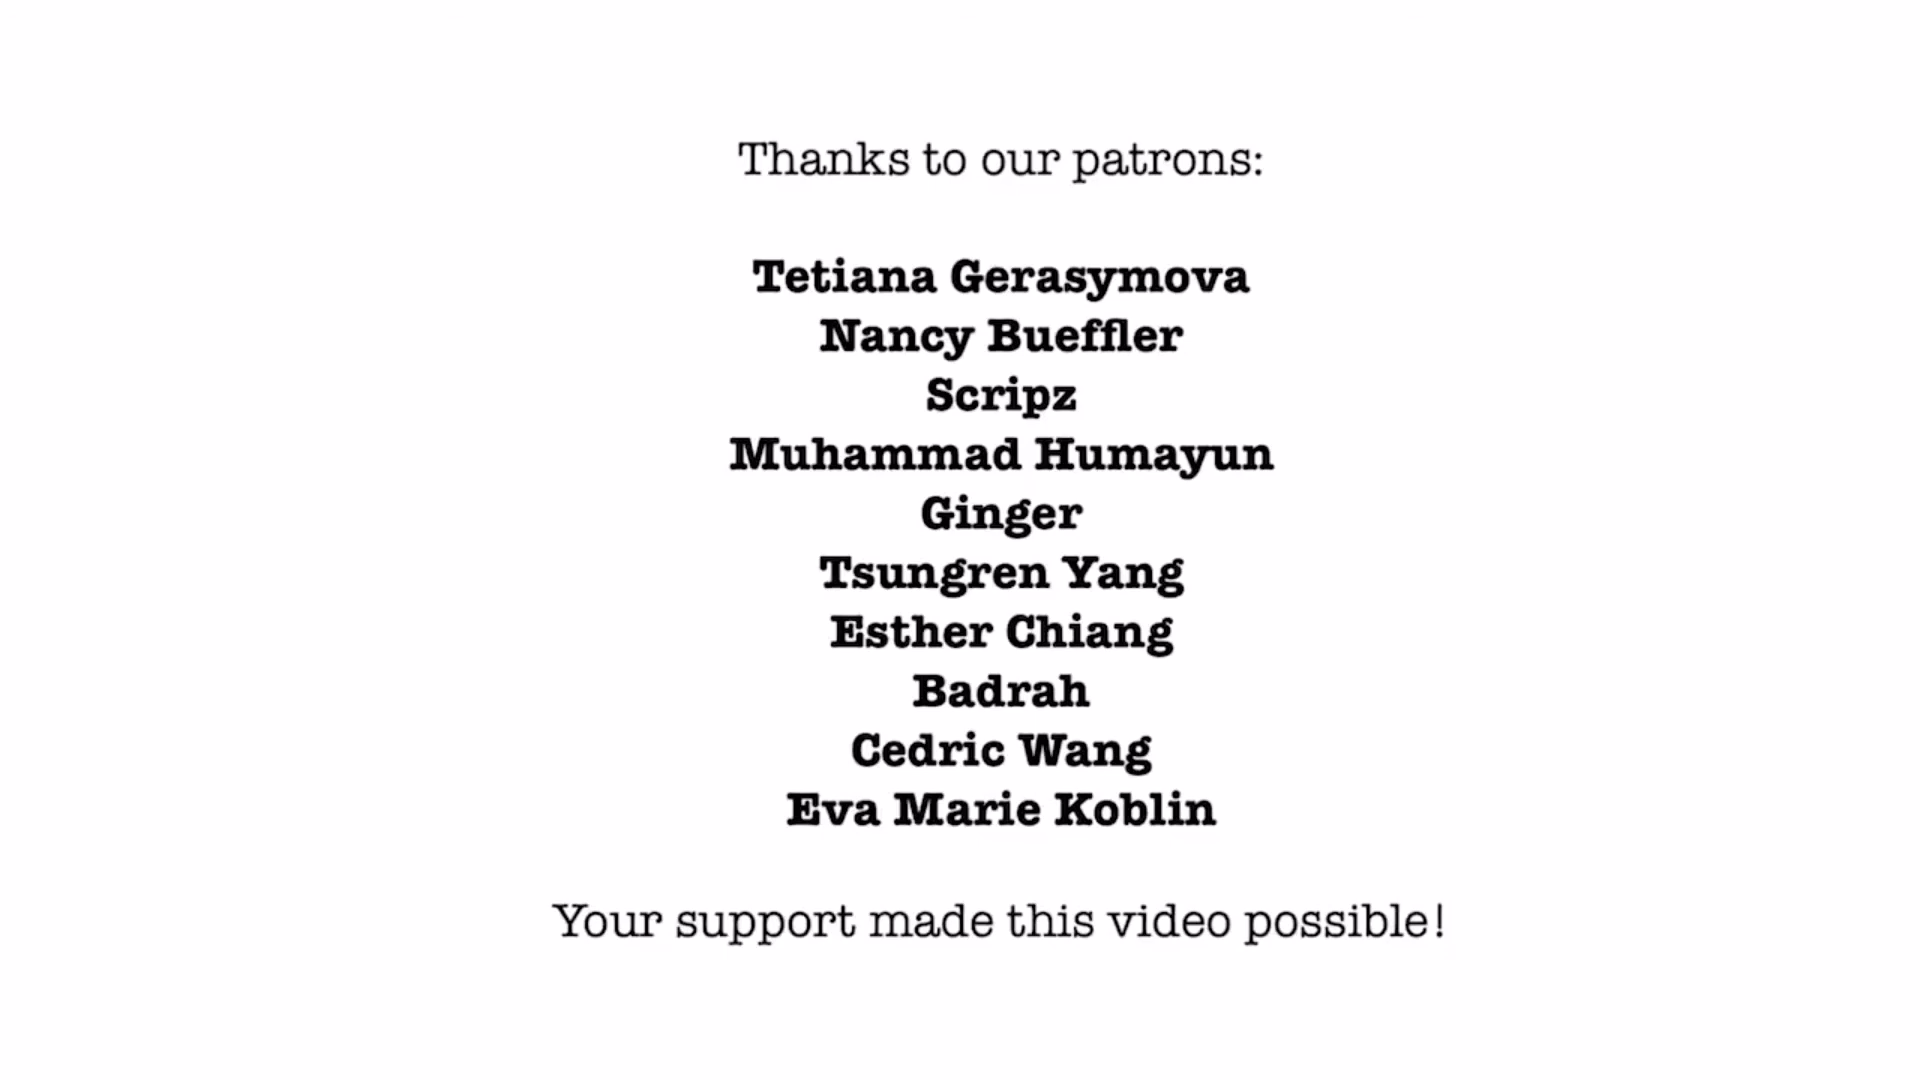 Thanks to our patrons:
Tetiana Gerasymova
Nancy Bueffler
Scripz
Muhammad Humayun
Ginger
Tsungren Yang
Esther Chiang
Badrah
Cedric Wang
Eva Marie Koblin
Your support made this video possible!